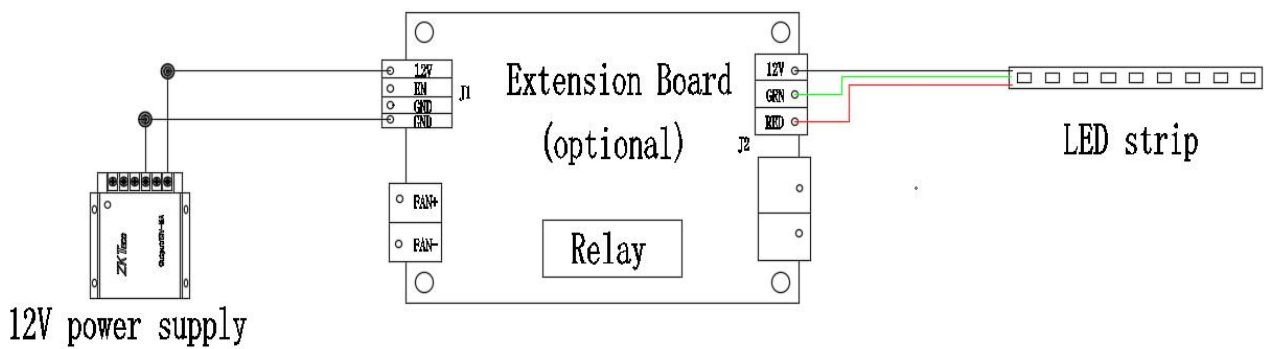 12V
EN
GND
GND
J1
Extension Board
(optional)
12V
GRN
RED
J2
LED strip
FAN+
FAN-
Relay
ZKTeco
12V power supply